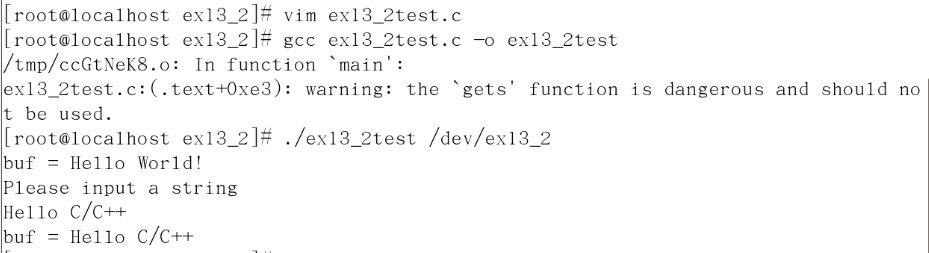 [root@localhost ex13_2]# vim ex13_2test.c
[root@localhost ex13_2]# gcc ex13_2test.c -o ex13_2test
/tmp/ccGtNeK8.o: In function `main':
ex13_2test.c:(.text+0xe3): warning: the `gets' function is dangerous and should no
t be used.
[root@localhost ex13_2]# ./ex13_2test /dev/ex13_2
buf = Hello World!
Please input a string
Hello C/C++
buf = Hello C/C++